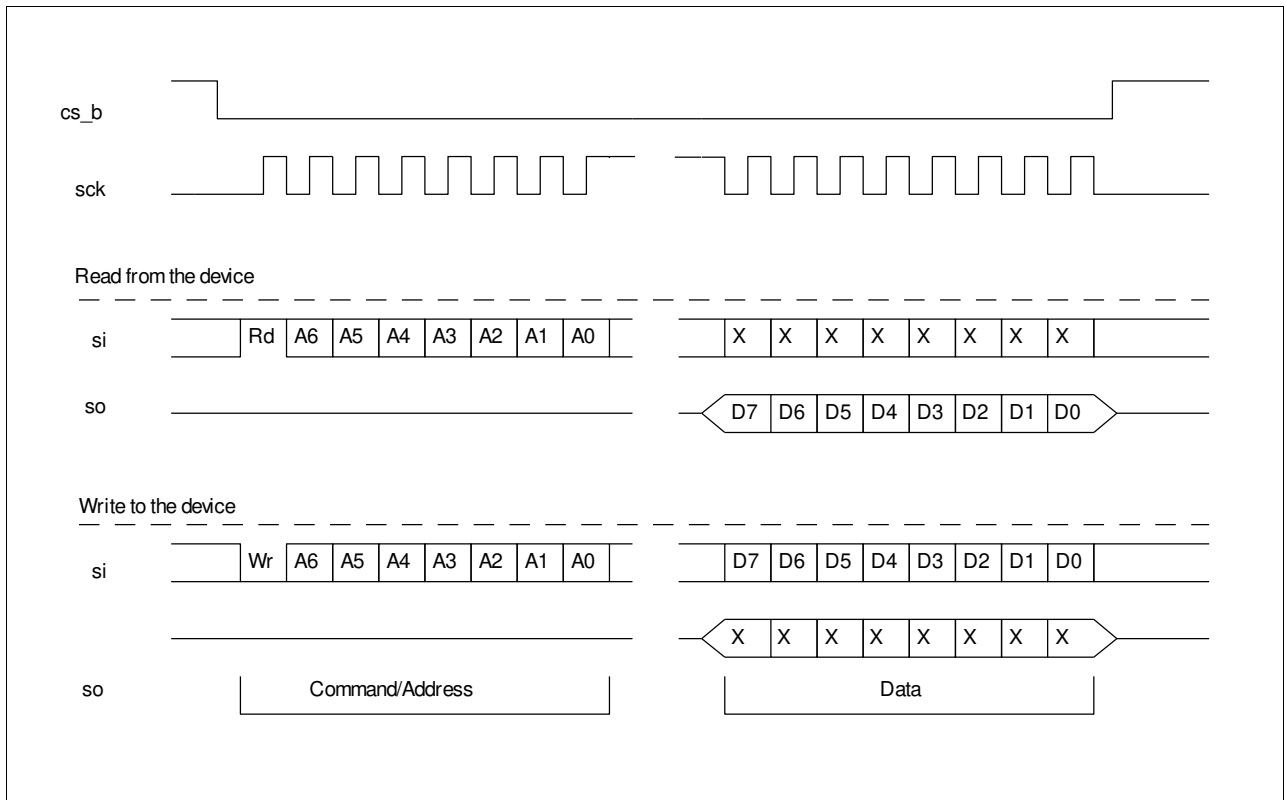 cs_b
sck
Read from the device
si Rd A6 A5 A4 A3 A2 A1 A0 X X X X X X X X
so D7 D6 D5 D4 D3 D2 D1 D0
Write to the device
si Wr A6 A5 A4 A3 A2 A1 A0 D7 D6 D5 D4 D3 D2 D1 D0
X X X X X X X X
so Command/Address Data